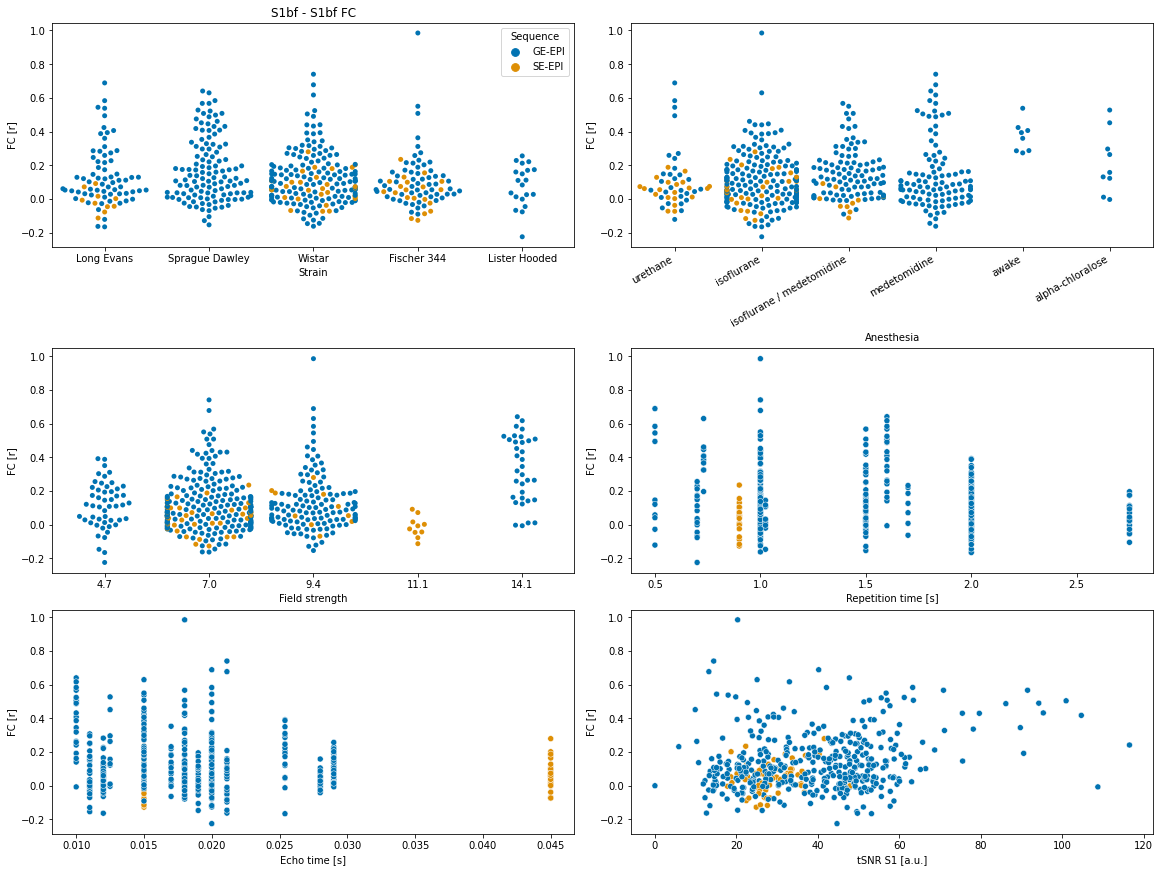 S1bf - S1bf FC
FC [r]
1.0
0.8
0.6
0.4
0.2
0.0
−0.2
Sequence
GE-EPI
SE-EPI
Long Evans Sprague Dawley Wistar Fischer 344 Lister Hooded
Strain
FC [r]
1.0
0.8
0.6
0.4
0.2
0.0
−0.2
urethane isoflurane isoflurane / medetomidine medetomidine awake alpha-chloralose
Anesthesia
FC [r]
1.0
0.8
0.6
0.4
0.2
0.0
−0.2
4.7 7.0 9.4 11.1 14.1
Field strength
FC [r]
1.0
0.8
0.6
0.4
0.2
0.0
−0.2
0.5 1.0 1.5 2.0 2.5
Repetition time [s]
FC [r]
1.0
0.8
0.6
0.4
0.2
0.0
−0.2
0.010 0.015 0.020 0.025 0.030 0.035 0.040 0.045
Echo time [s]
FC [r]
1.0
0.8
0.6
0.4
0.2
0.0
−0.2
0 20 40 60 80 100 120
tSNR S1 [a.u.]